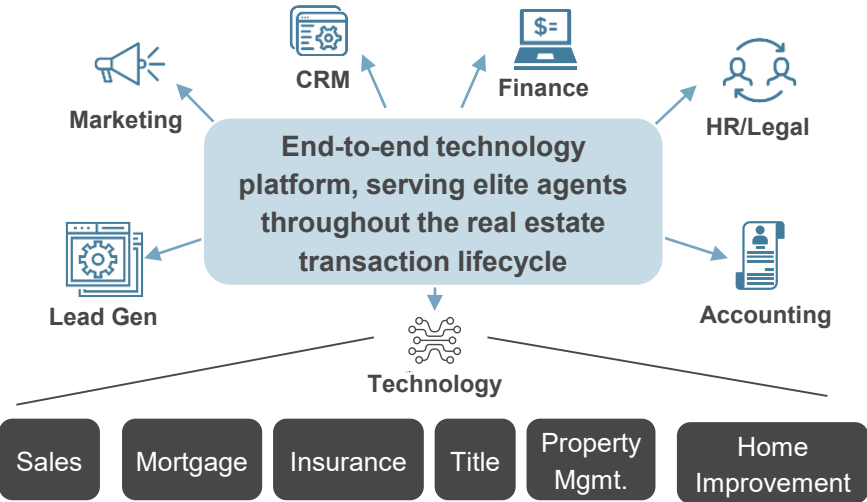 CRM
Finance
Marketing
HR/Legal
$=
End-to-end technology
platform, serving elite agents
throughout the real estate
transaction lifecycle
Lead Gen
Accounting
Technology
Sales
Mortgage
Insurance
Title
Property
Mgmt.
Home
Improvement